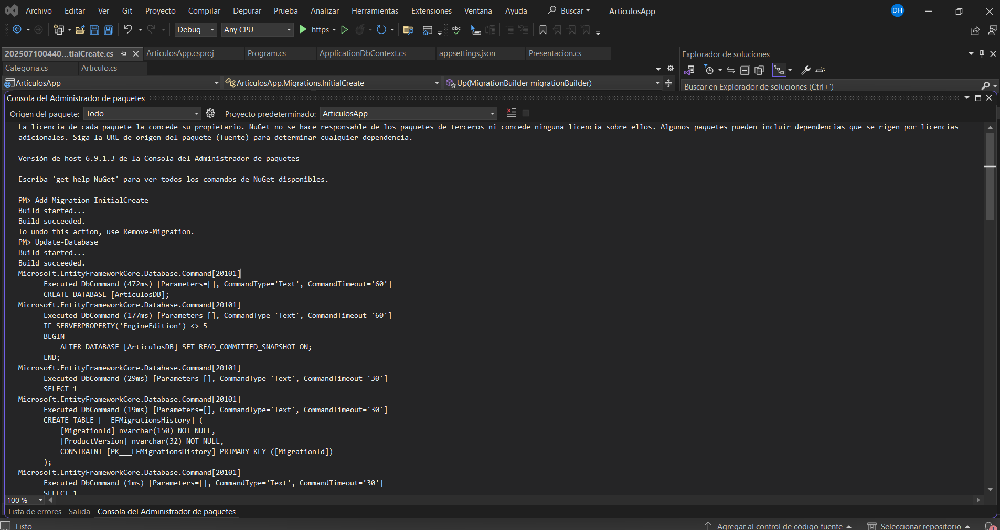 Archivo Editar Ver Git Proyecto Compilar Depurar Prueba Analizar Herramientas Extensiones Ventana Ayuda Buscar ArticulosApp DH
Debug Any CPU https abc
202507100440...tialCreate.cs ArticulosApp.csproj Program.cs ApplicationDbContext.cs appsettings.json Presentacion.cs Explorador de soluciones
Categoria.cs Articulo.cs
ArticulosApp ArticulosApp.Migrations.InitialCreate Up(MigrationBuilder migrationBuilder) Buscar en Explorador de soluciones (Ctrl+`)
Consola del Administrador de paquetes
Origen del paquete: Todo Proyecto predeterminado: ArticulosApp
La licencia de cada paquete la concede su propietario. NuGet no se hace responsable de los paquetes de terceros ni concede ninguna licencia sobre ellos. Algunos paquetes pueden incluir dependencias que se rigen por licencias
adicionales. Siga la URL de origen del paquete (fuente) para determinar cualquier dependencia.
Versión de host 6.9.1.3 de la Consola del Administrador de paquetes
Escriba 'get-help NuGet' para ver todos los comandos de NuGet disponibles.
PM> Add-Migration InitialCreate
Build started...
Build succeeded.
To undo this action, use Remove-Migration.
PM> Update-Database
Build started...
Build succeeded.
Microsoft.EntityFrameworkCore.Database.Command[20101]
Executed DbCommand (472ms) [Parameters=[], CommandType='Text', CommandTimeout='60']
CREATE DATABASE [ArticulosDB];
Microsoft.EntityFrameworkCore.Database.Command[20101]
Executed DbCommand (177ms) [Parameters=[], CommandType='Text', CommandTimeout='60']
IF SERVERPROPERTY('EngineEdition') <> 5
BEGIN
ALTER DATABASE [ArticulosDB] SET READ_COMMITTED_SNAPSHOT ON;
END;
Microsoft.EntityFrameworkCore.Database.Command[20101]
Executed DbCommand (29ms) [Parameters=[], CommandType='Text', CommandTimeout='30']
SELECT 1
Microsoft.EntityFrameworkCore.Database.Command[20101]
Executed DbCommand (19ms) [Parameters=[], CommandType='Text', CommandTimeout='30']
CREATE TABLE [__EFMigrationsHistory] (
[MigrationId] nvarchar(150) NOT NULL,
[ProductVersion] nvarchar(32) NOT NULL,
CONSTRAINT [PK___EFMigrationsHistory] PRIMARY KEY ([MigrationId])
);
Microsoft.EntityFrameworkCore.Database.Command[20101]
Executed DbCommand (1ms) [Parameters=[], CommandType='Text', CommandTimeout='30']
SELECT 1
100 %
Lista de errores Salida Consola del Administrador de paquetes
Listo Agregar al control de código fuente Seleccionar repositorio 1